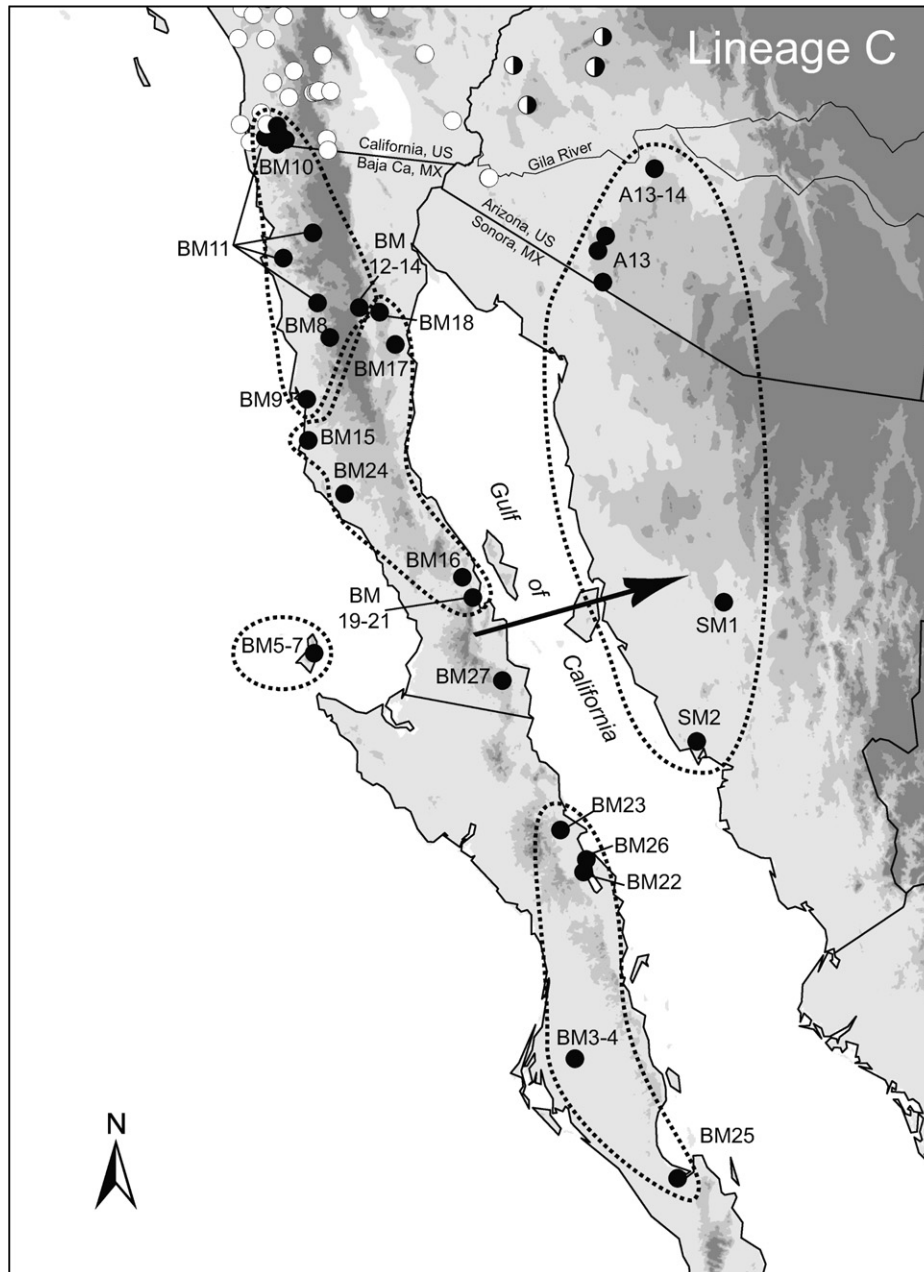 Lineage C
California, US
Baja Ca, MX
Gila River
A13-14
Arizona, US
Sonora, MX
BM10
BM11
BM
12-14
A13
BM8
BM18
BM17
BM9
BM15
BM24
Gulf
of
California
BM16
BM
19-21
SM1
BM5-7
BM27
SM2
BM23
BM26
BM22
BM3-4
BM25
N